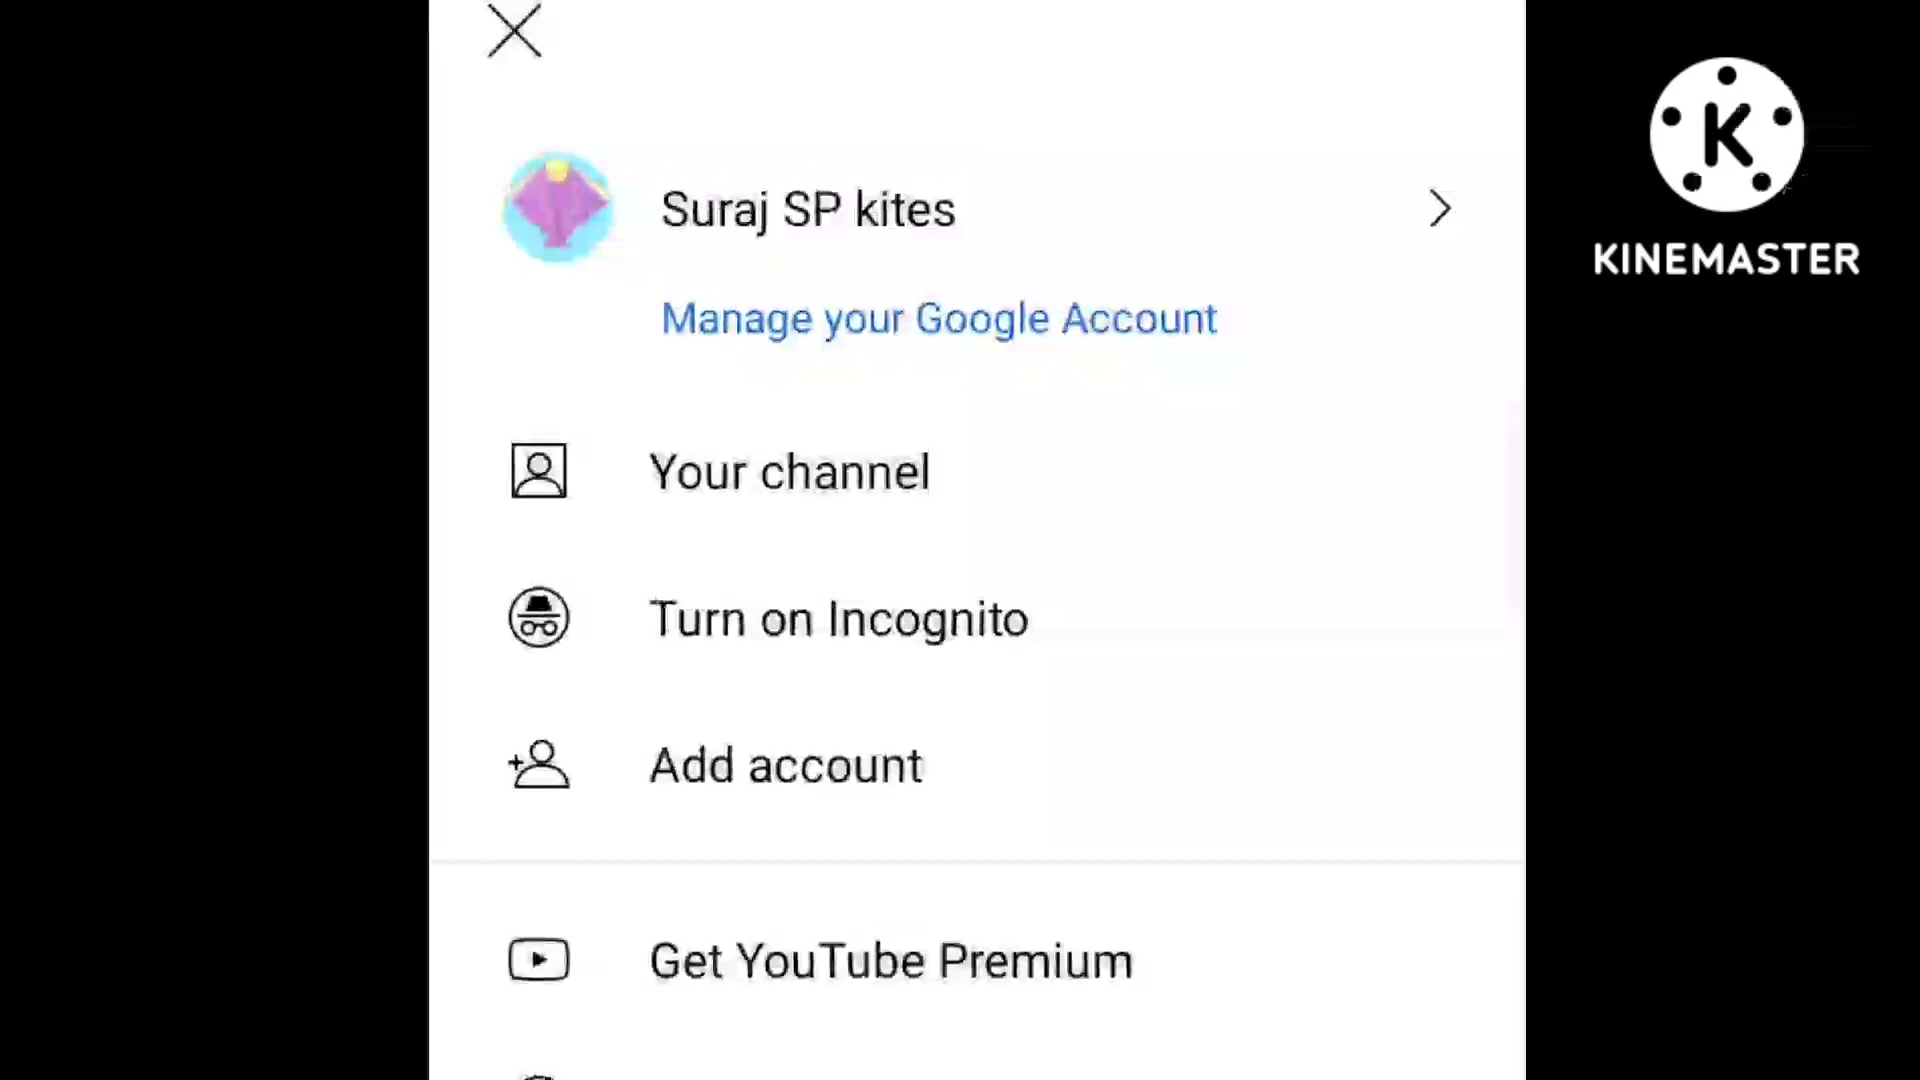 Suraj SP kites
Manage your Google Account
Your channel
Turn on Incognito
Add account
Get YouTube Premium
K
KINEMASTER